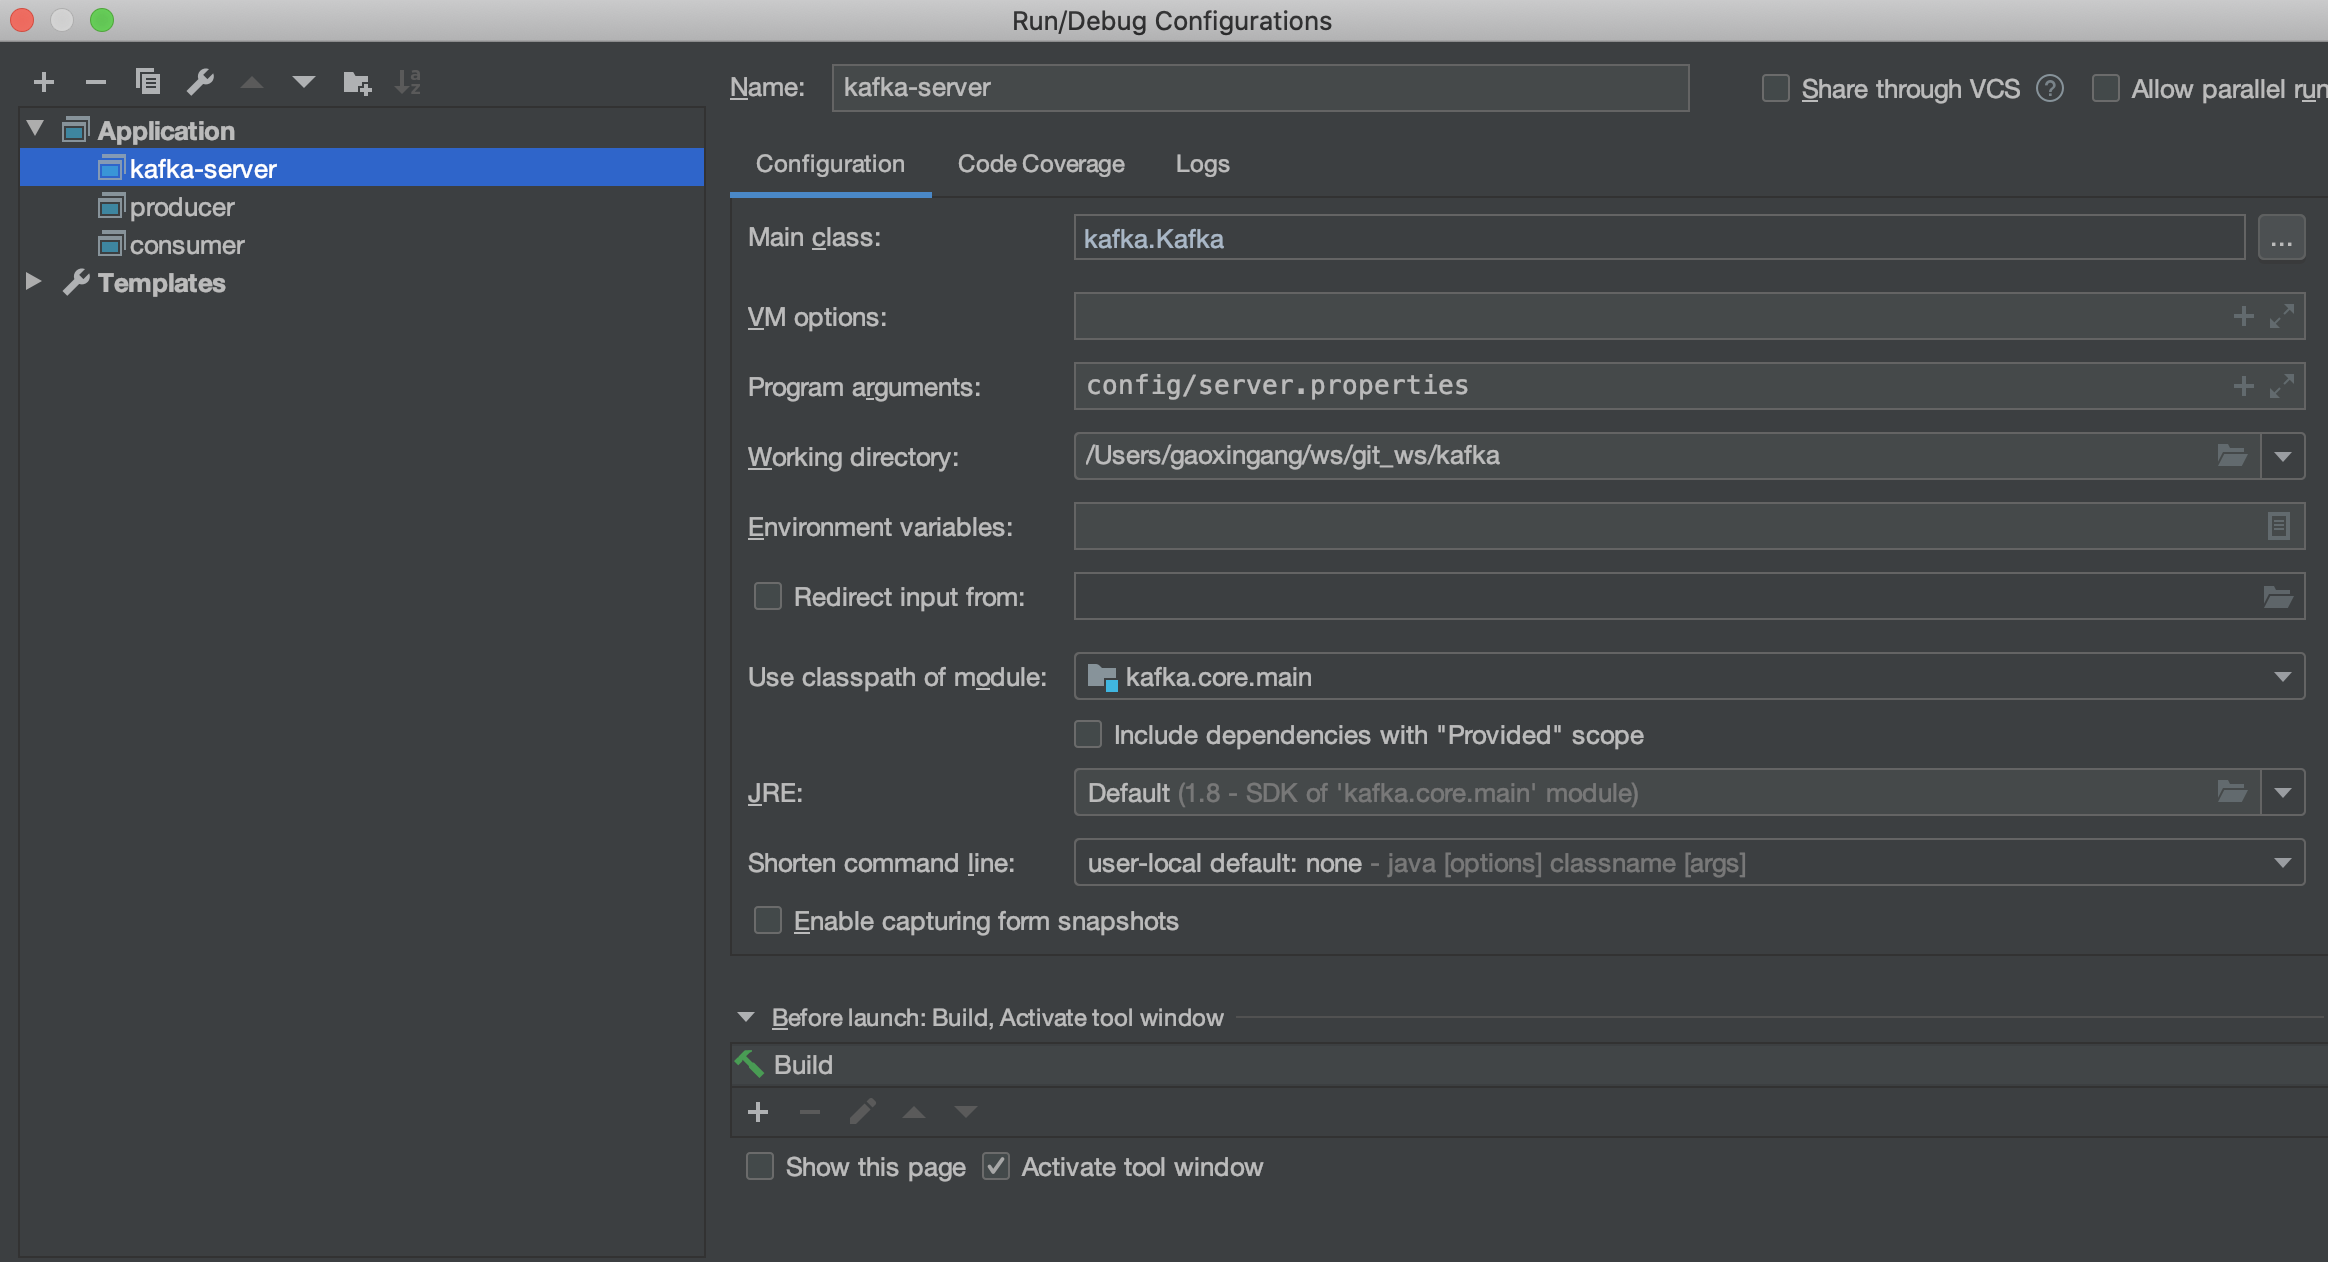 Run/Debug Configurations
Name: kafka-server Share through VCS ? Allow parallel run
Application
kafka-server
producer
consumer
Templates
Configuration Code Coverage Logs
Main class: kafka.Kafka ...
VM options:
Program arguments: config/server.properties
Working directory: /Users/gaoxingang/ws/git_ws/kafka
Environment variables:
Redirect input from:
Use classpath of module: kafka.core.main
Include dependencies with "Provided" scope
JRE: Default (1.8 - SDK of 'kafka.core.main' module)
Shorten command line: user-local default: none - java [options] classname [args]
Enable capturing form snapshots
Before launch: Build, Activate tool window
Build
Show this page Activate tool window